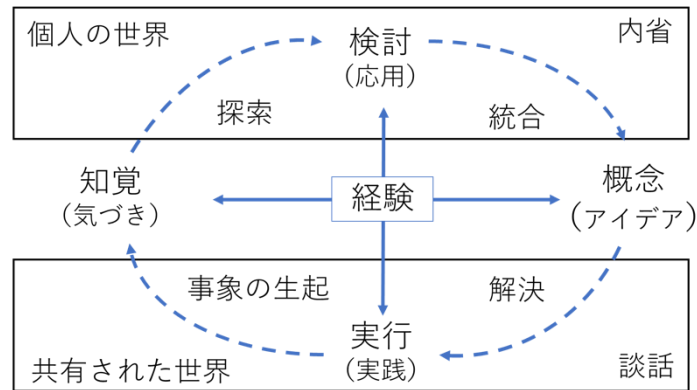 個人の世界
検討
(応用)
内省
探索
統合
知覚
(気づき)
経験
概念
(アイデア)
事象の生起
解決
実行
(実践)
共有された世界
談話